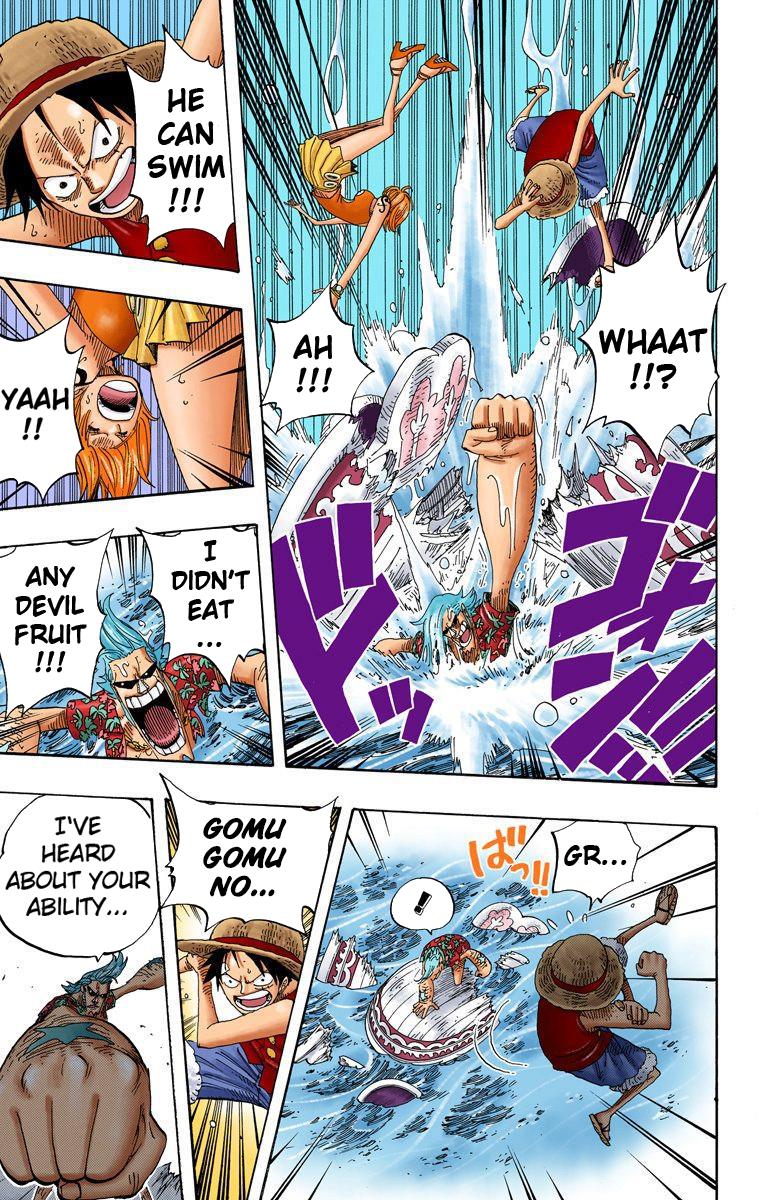 WHAAT
!!?
AH
!!!
ドドッ
ゴォン!!
HE
CAN
SWIM
!!!
YAAH
!!
I
DIDN'T
EAT
...
ANY
DEVIL
FRUIT
!!!
GR...
ばっ!!
!
GOMU
GOMU
NO...
I'VE
HEARD
ABOUT YOUR
ABILITY...